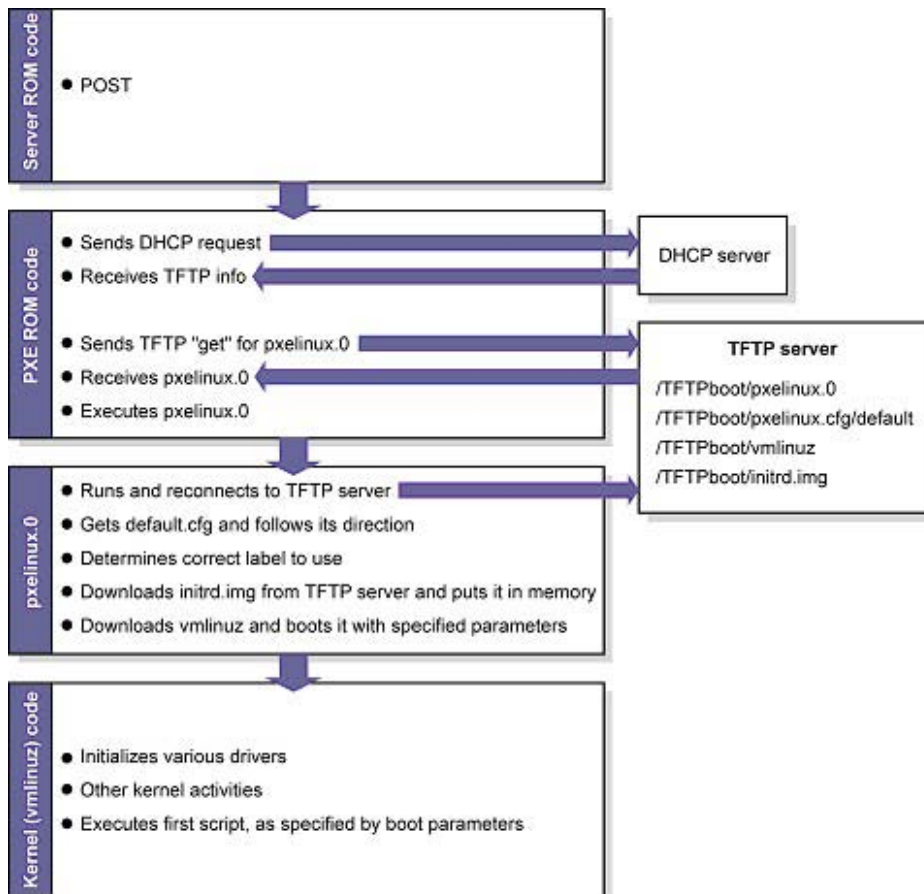 Server ROM code
● POST
PXE ROM code
● Sends DHCP request
● Receives TFTP info
DHCP server
● Sends TFTP "get" for pxelinux.0
● Receives pxelinux.0
● Executes pxelinux.0
TFTP server
/TFTPboot/pxelinux.0
/TFTPboot/pxelinux.cfg/default
/TFTPboot/vmlinuz
/TFTPboot/initrd.img
pxelinux.0
● Runs and reconnects to TFTP server
● Gets default.cfg and follows its direction
● Determines correct label to use
● Downloads initrd.img from TFTP server and puts it in memory
● Downloads vmlinuz and boots it with specified parameters
Kernel (vmlinuz) code
● Initializes various drivers
● Other kernel activities
● Executes first script, as specified by boot parameters